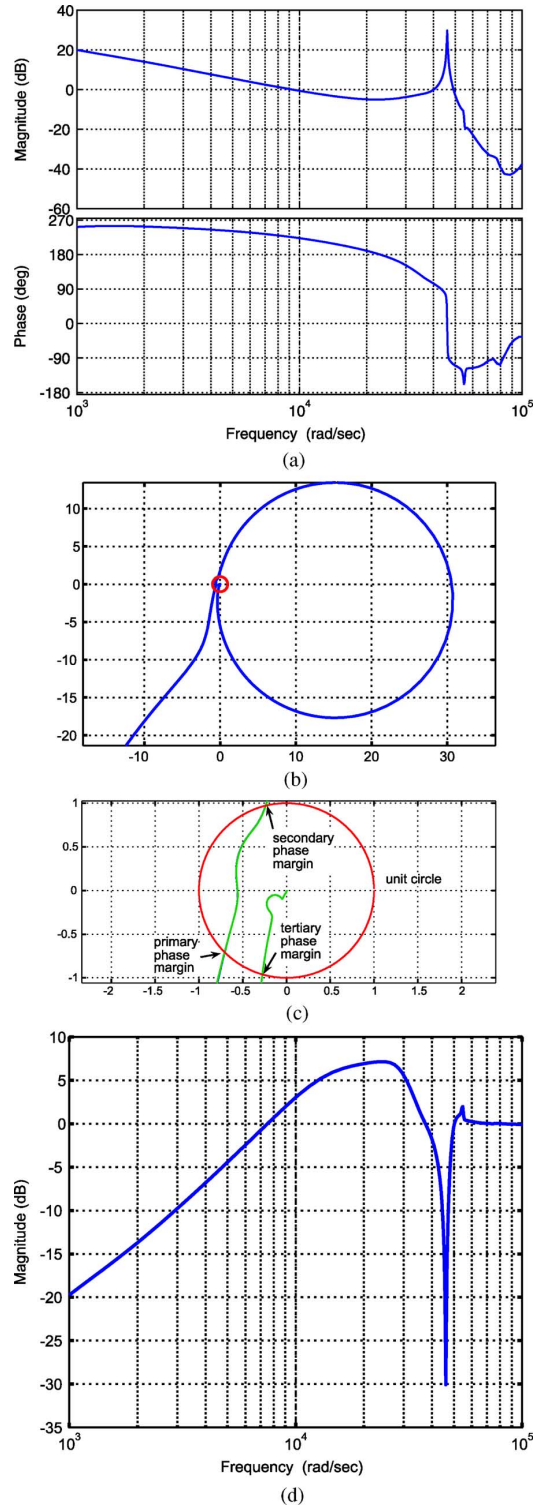 40
20
0
-20
-40
60
Magnitude (dB)
270
180
90
0
-90
-180
Phase (deg)
10^3
10^4
10^5
Frequency (rad/sec)
(a)
10
5
0
-5
-10
-15
-20
-10
0
10
20
30
(b)
1
0.5
0
-0.5
-1
secondary
phase
margin
unit circle
primary
phase
margin
tertiary
phase
margin
-2
-1.5
-1
-0.5
0
0.5
1
1.5
2
(c)
10
5
0
-5
-10
-15
-20
-25
-30
-35
Magnitude (dB)
10^3
10^4
10^5
Frequency (rad/sec)
(d)